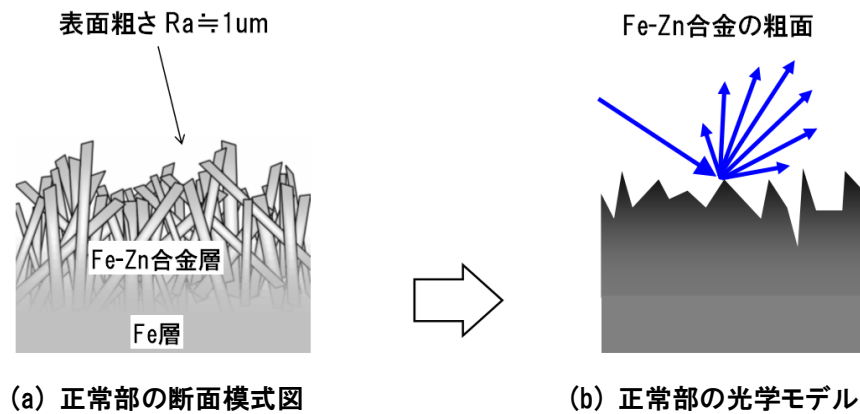 表面粗さ Ra≒1um
Fe-Zn合金の粗面
Fe-Zn合金層
Fe層
(a) 正常部の断面模式図
(b) 正常部の光学モデル